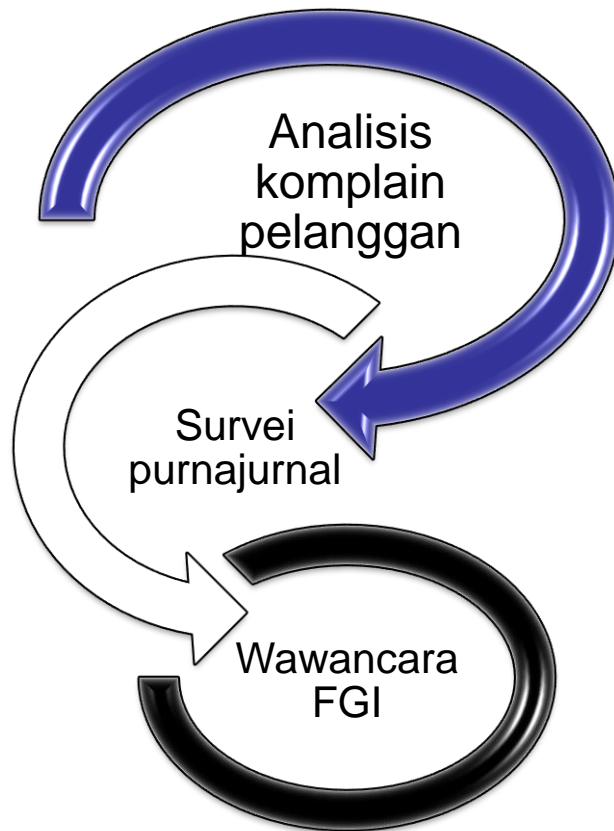 Analisis
komplain
pelanggan
Survei
purnajurnal
Wawancara
FGI